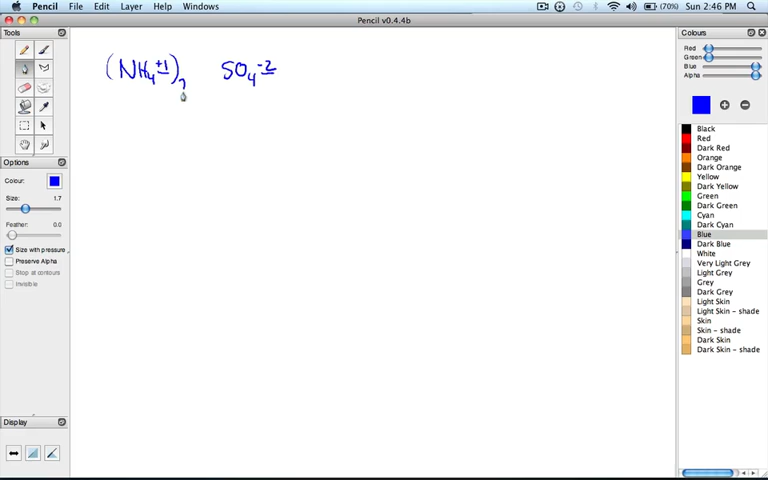 Pencil File Edit Layer Help Windows (70%) Sun 2:46 PM
Pencil v0.4.4b
Tools
Options
Colour:
Size: 1.7
Feather: 0.0
Size with pressure
Preserve Alpha
Stop at contours
Invisible
Display
(NH₄⁺¹)₂ SO₄⁻²
Colours
Red
Green
Blue
Alpha
Black
Red
Dark Red
Orange
Dark Orange
Yellow
Dark Yellow
Green
Dark Green
Cyan
Dark Cyan
Blue
Dark Blue
White
Very Light Grey
Light Grey
Grey
Dark Grey
Light Skin
Light Skin - shade
Skin
Skin - shade
Dark Skin
Dark Skin - shade